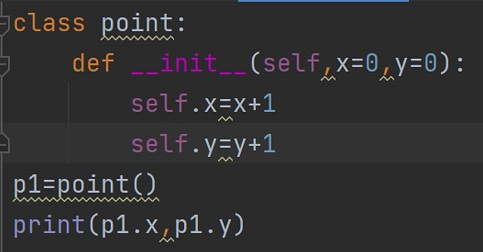 class point:
    def __init__(self,x=0,y=0):
        self.x=x+1
        self.y=y+1
p1=point()
print(p1.x,p1.y)